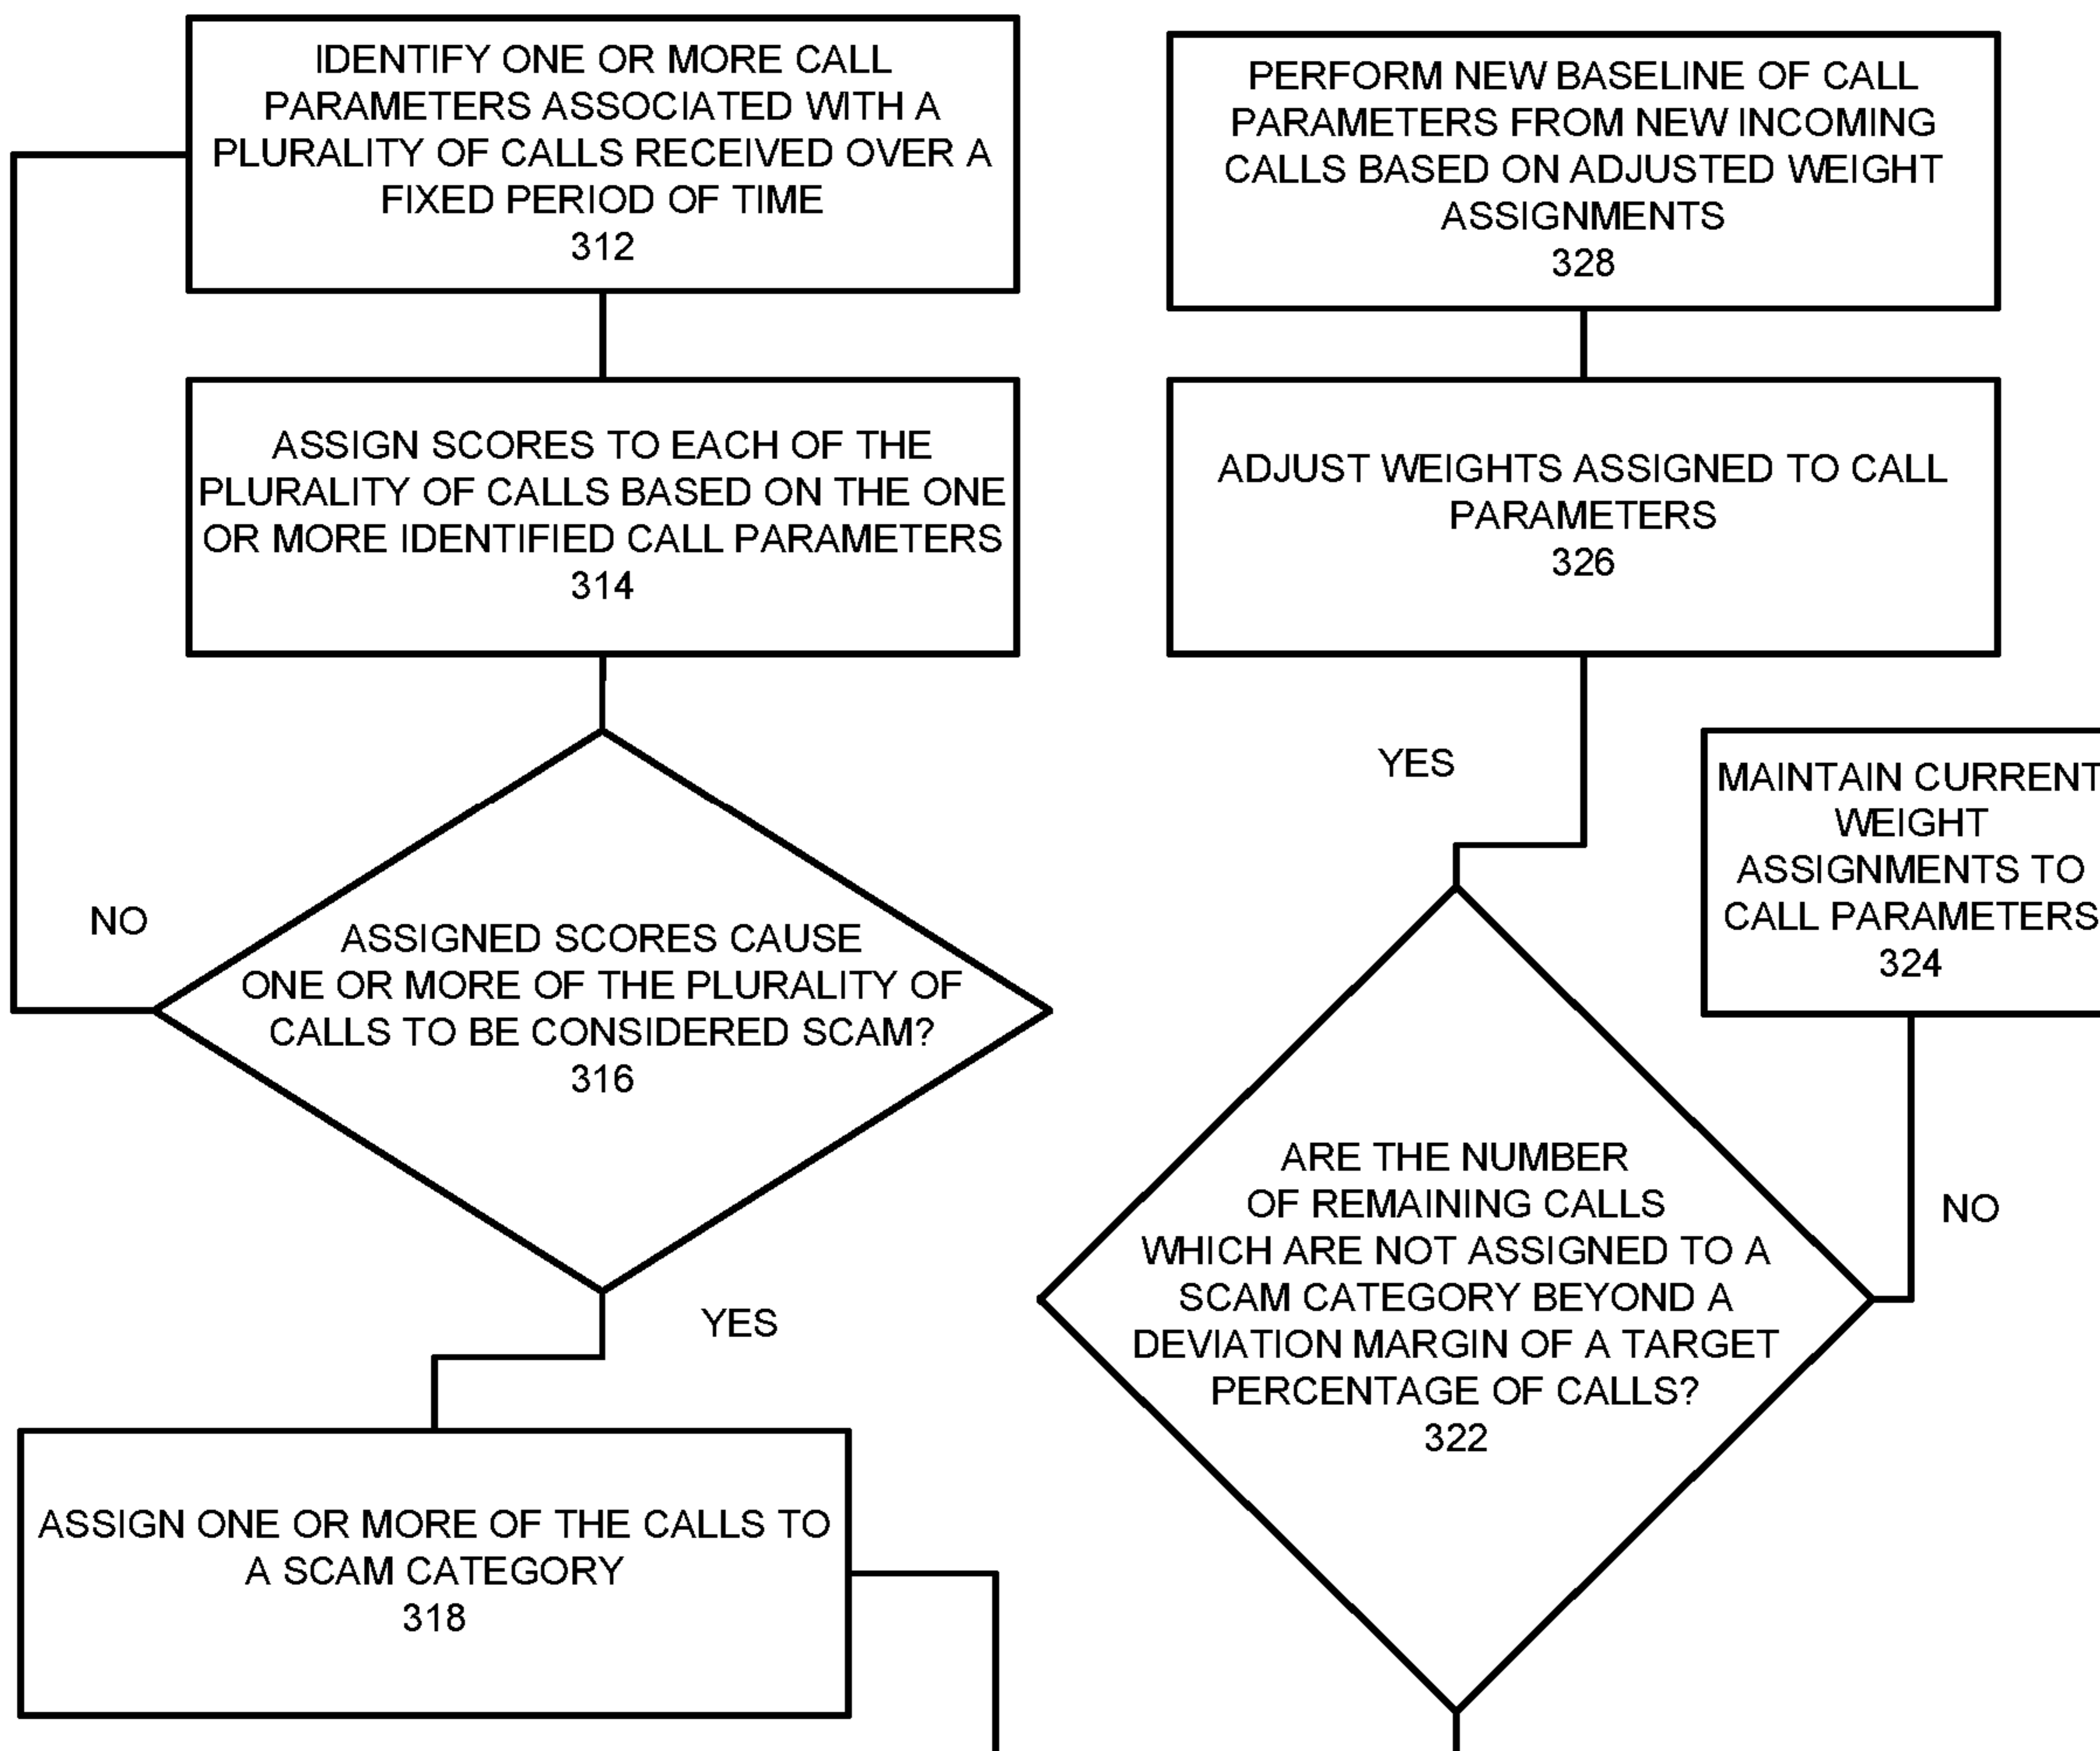 IDENTIFY ONE OR MORE CALL
PARAMETERS ASSOCIATED WITH A
PLURALITY OF CALLS RECEIVED OVER A
FIXED PERIOD OF TIME
312
ASSIGN SCORES TO EACH OF THE
PLURALITY OF CALLS BASED ON THE ONE
OR MORE IDENTIFIED CALL PARAMETERS
314
NO
ASSIGNED SCORES CAUSE
ONE OR MORE OF THE PLURALITY OF
CALLS TO BE CONSIDERED SCAM?
316
YES
ASSIGN ONE OR MORE OF THE CALLS TO
A SCAM CATEGORY
318
PERFORM NEW BASELINE OF CALL
PARAMETERS FROM NEW INCOMING
CALLS BASED ON ADJUSTED WEIGHT
ASSIGNMENTS
328
ADJUST WEIGHTS ASSIGNED TO CALL
PARAMETERS
326
YES
MAINTAIN CURRENT
WEIGHT
ASSIGNMENTS TO
CALL PARAMETERS
324
NO
ARE THE NUMBER
OF REMAINING CALLS
WHICH ARE NOT ASSIGNED TO A
SCAM CATEGORY BEYOND A
DEVIATION MARGIN OF A TARGET
PERCENTAGE OF CALLS?
322